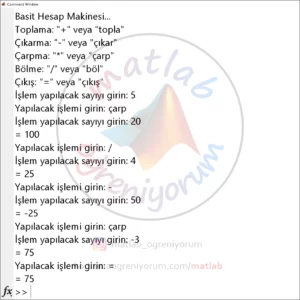 Command Window
Basit Hesap Makinesi...
Toplama: "+" veya "topla"
Çıkarma: "-" veya "çıkar"
Çarpma: "*" veya "çarp"
Bölme: "/" veya "böl"
Çıkış: "=" veya "çıkış"
İşlem yapılacak sayıyı girin: 5
Yapılacak işlemi girin: çarp
İşlem yapılacak sayıyı girin: 20
= 100
Yapılacak işlemi girin: /
İşlem yapılacak sayıyı girin: 4
= 25
Yapılacak işlemi girin: -
İşlem yapılacak sayıyı girin: 50
= -25
Yapılacak işlemi girin: çarp
İşlem yapılacak sayıyı girin: -3
= 75
Yapılacak işlemi girin: =
= 75
fx >>
matlab
ogreniyorum
matlab_ogreniyorum
ogreniyorum.com/matlab